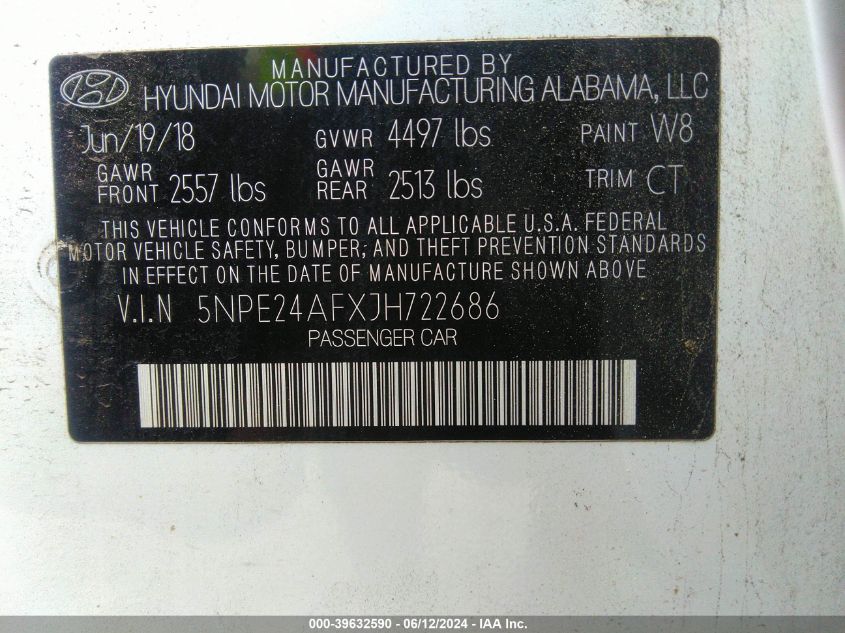 MANUFACTURED BY
HYUNDAI MOTOR MANUFACTURING ALABAMA, LLC
Jun/19/18 GVWR 4497 lbs PAINT W8
GAWR FRONT 2557 lbs GAWR REAR 2513 lbs TRIM CT
THIS VEHICLE CONFORMS TO ALL APPLICABLE U.S.A. FEDERAL
MOTOR VEHICLE SAFETY, BUMPER, AND THEFT PREVENTION STANDARDS
IN EFFECT ON THE DATE OF MANUFACTURE SHOWN ABOVE
V.I.N 5NPE24AFXJH722686
PASSENGER CAR
000-39632590 - 06/12/2024 - IAA Inc.